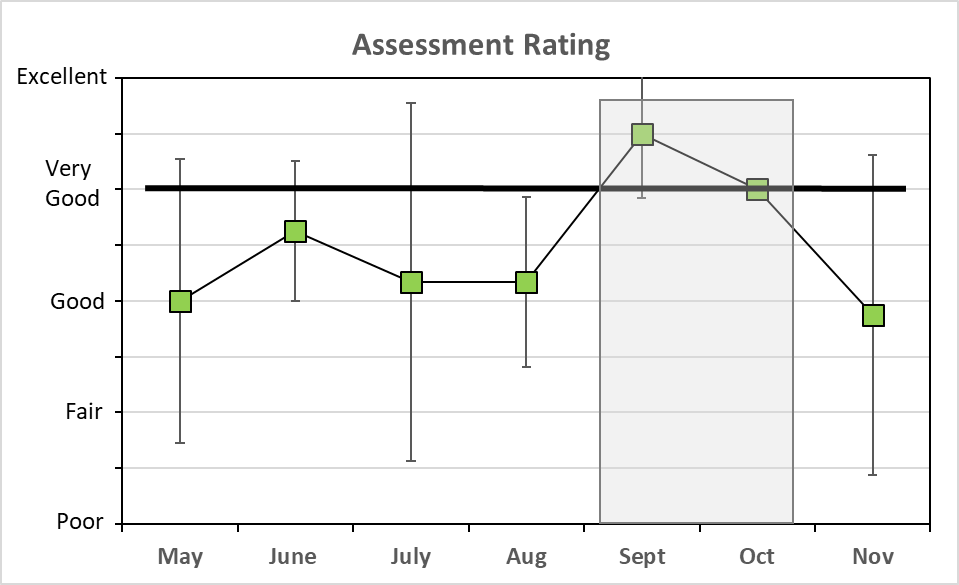 Assessment Rating
Excellent
Very
Good
Good
Fair
Poor
May June July Aug Sept Oct Nov